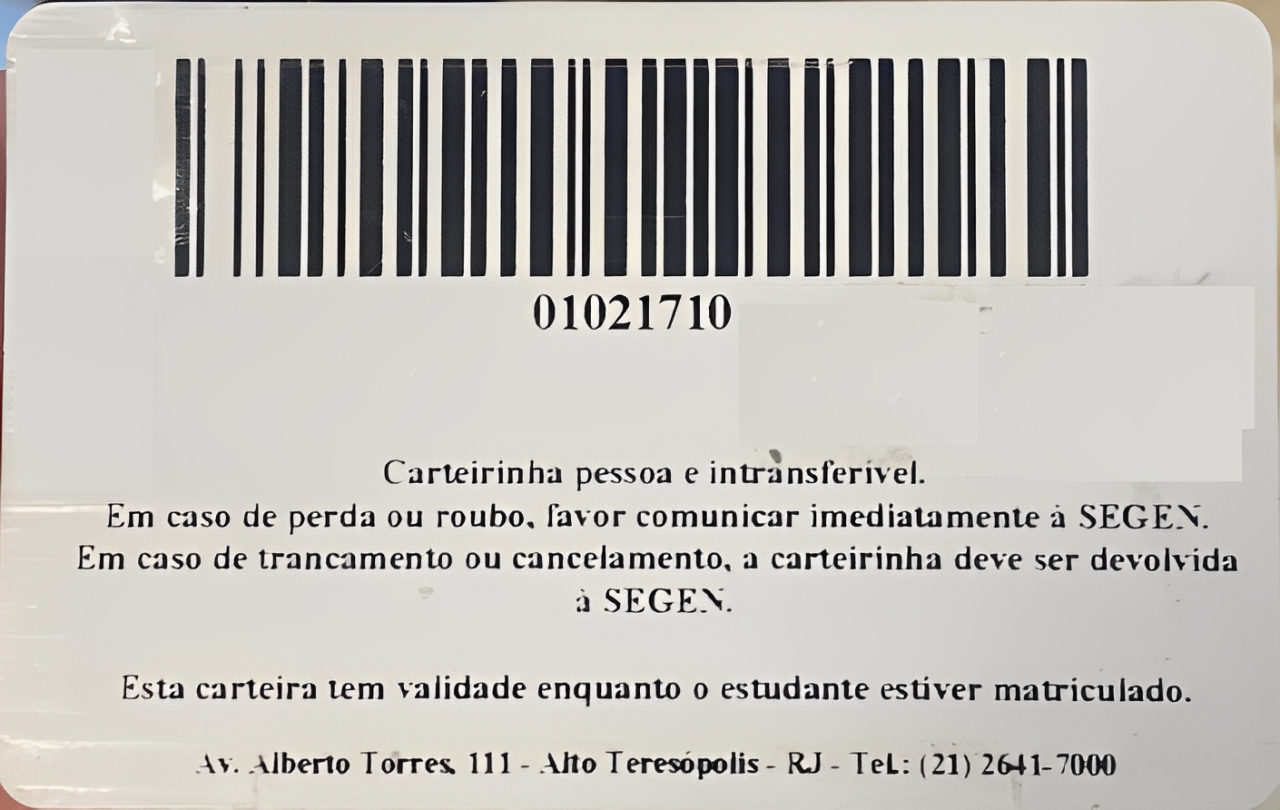 01021710
Carteirinha pessoa e intransferível.
Em caso de perda ou roubo, favor comunicar imediatamente à SEGEN.
Em caso de trancamento ou cancelamento, a carteirinha deve ser devolvida
à SEGEN.
Esta carteira tem validade enquanto o estudante estiver matriculado.
Av. Alberto Torres, 111 - Alto Teresópolis - RJ - Tel.: (21) 2641-7000